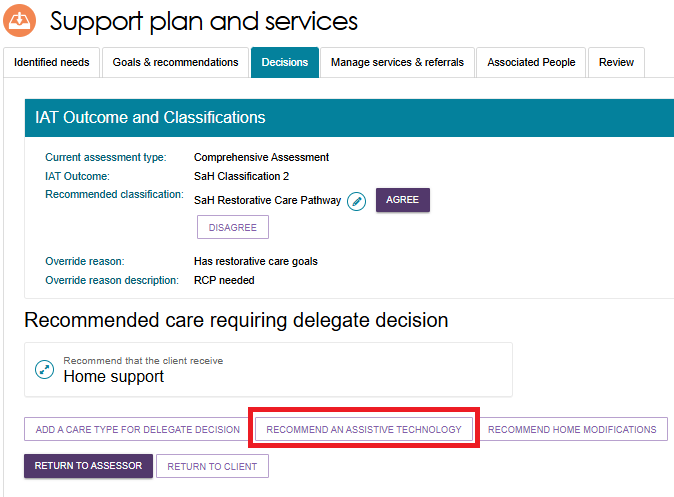 Support plan and services
Identified needs Goals & recommendations Decisions Manage services & referrals Associated People Review
IAT Outcome and Classifications
Current assessment type: Comprehensive Assessment
IAT Outcome: SaH Classification 2
Recommended classification: SaH Restorative Care Pathway AGREE
DISAGREE
Override reason: Has restorative care goals
Override reason description: RCP needed
Recommended care requiring delegate decision
Recommend that the client receive
Home support
ADD A CARE TYPE FOR DELEGATE DECISION RECOMMEND AN ASSISTIVE TECHNOLOGY RECOMMEND HOME MODIFICATIONS
RETURN TO ASSESSOR RETURN TO CLIENT